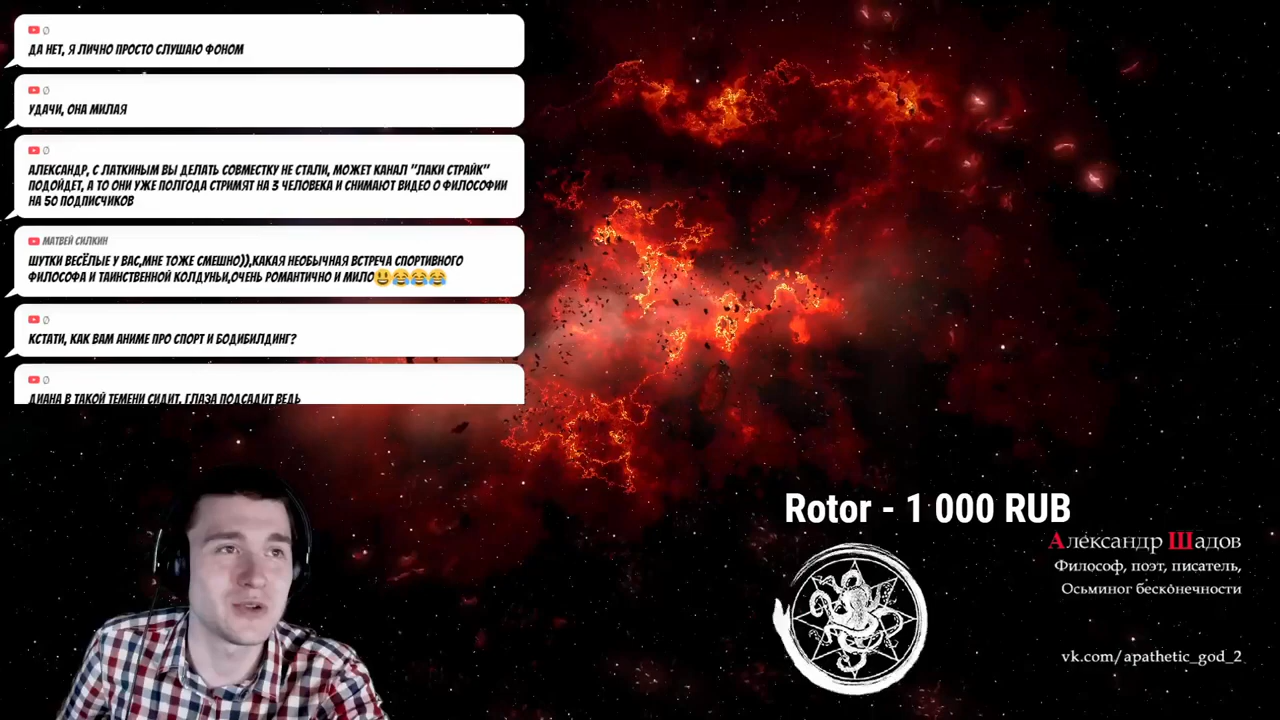 Ø
ДА НЕТ, Я ЛИЧНО ПРОСТО СЛУШАЮ ФОНОМ
Ø
УДАЧИ, ОНА МИЛАЯ
Ø
АЛЕКСАНДР, С ЛАТКИНЫМ ВЫ ДЕЛАТЬ СОВМЕСТКУ НЕ СТАЛИ, МОЖЕТ КАНАЛ "ЛАКИ СТРАЙК"
ПОДОЙДЕТ, А ТО ОНИ УЖЕ ПОЛГОДА СТРИМЯТ НА 3 ЧЕЛОВЕКА И СНИМАЮТ ВИДЕО О ФИЛОСОФИИ
НА 50 ПОДПИСЧИКОВ
МАТВЕЙ СИЛКИН
ШУТКИ ВЕСЁЛЫЕ У ВАС,МНЕ ТОЖЕ СМЕШНО)),КАКАЯ НЕОБЫЧНАЯ ВСТРЕЧА СПОРТИВНОГО
ФИЛОСОФА И ТАИНСТВЕННОЙ КОЛДУНЬИ,ОЧЕНЬ РОМАНТИЧНО И МИЛО😃😂😂😂
Ø
КСТАТИ, КАК ВАМ АНИМЕ ПРО СПОРТ И БОДИБИЛДИНГ?
Ø
ДИАНА В ТАКОЙ ТЕМЕНИ СИДИТ, ГЛАЗА ПОДСАДИТ ВЕДЬ
Rotor - 1 000 RUB
Александр Шадов
Философ, поэт, писатель,
Осьминог бесконечности
vk.com/apathetic_god_2